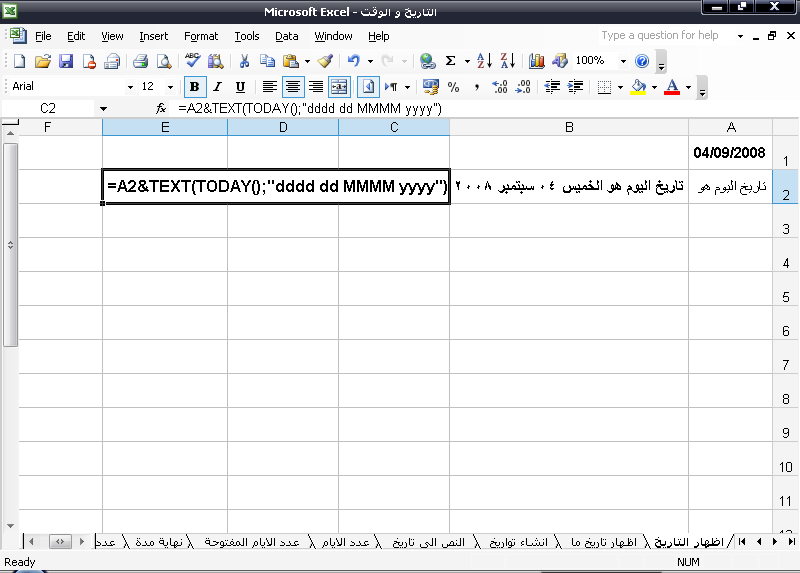 Microsoft Excel - التاريخ و الوقت
File Edit View Insert Format Tools Data Window Help Type a question for help
100%
Arial 12 B I U
C2 fx =A2&TEXT(TODAY();"dddd dd MMMM yyyy")
F E D C B A
04/09/2008 1
تاريخ اليوم هو تاريخ اليوم هو الخميس ٠٤ سبتمبر ٢٠٠٨ =A2&TEXT(TODAY();"dddd dd MMMM yyyy") 2
3
4
5
6
7
8
9
10
11
اظهار التاريخ اظهار تاريخ ما انشاء تواريخ النص الى تاريخ عدد الايام عدد الايام المفتوحة نهاية مدة عدد
Ready NUM